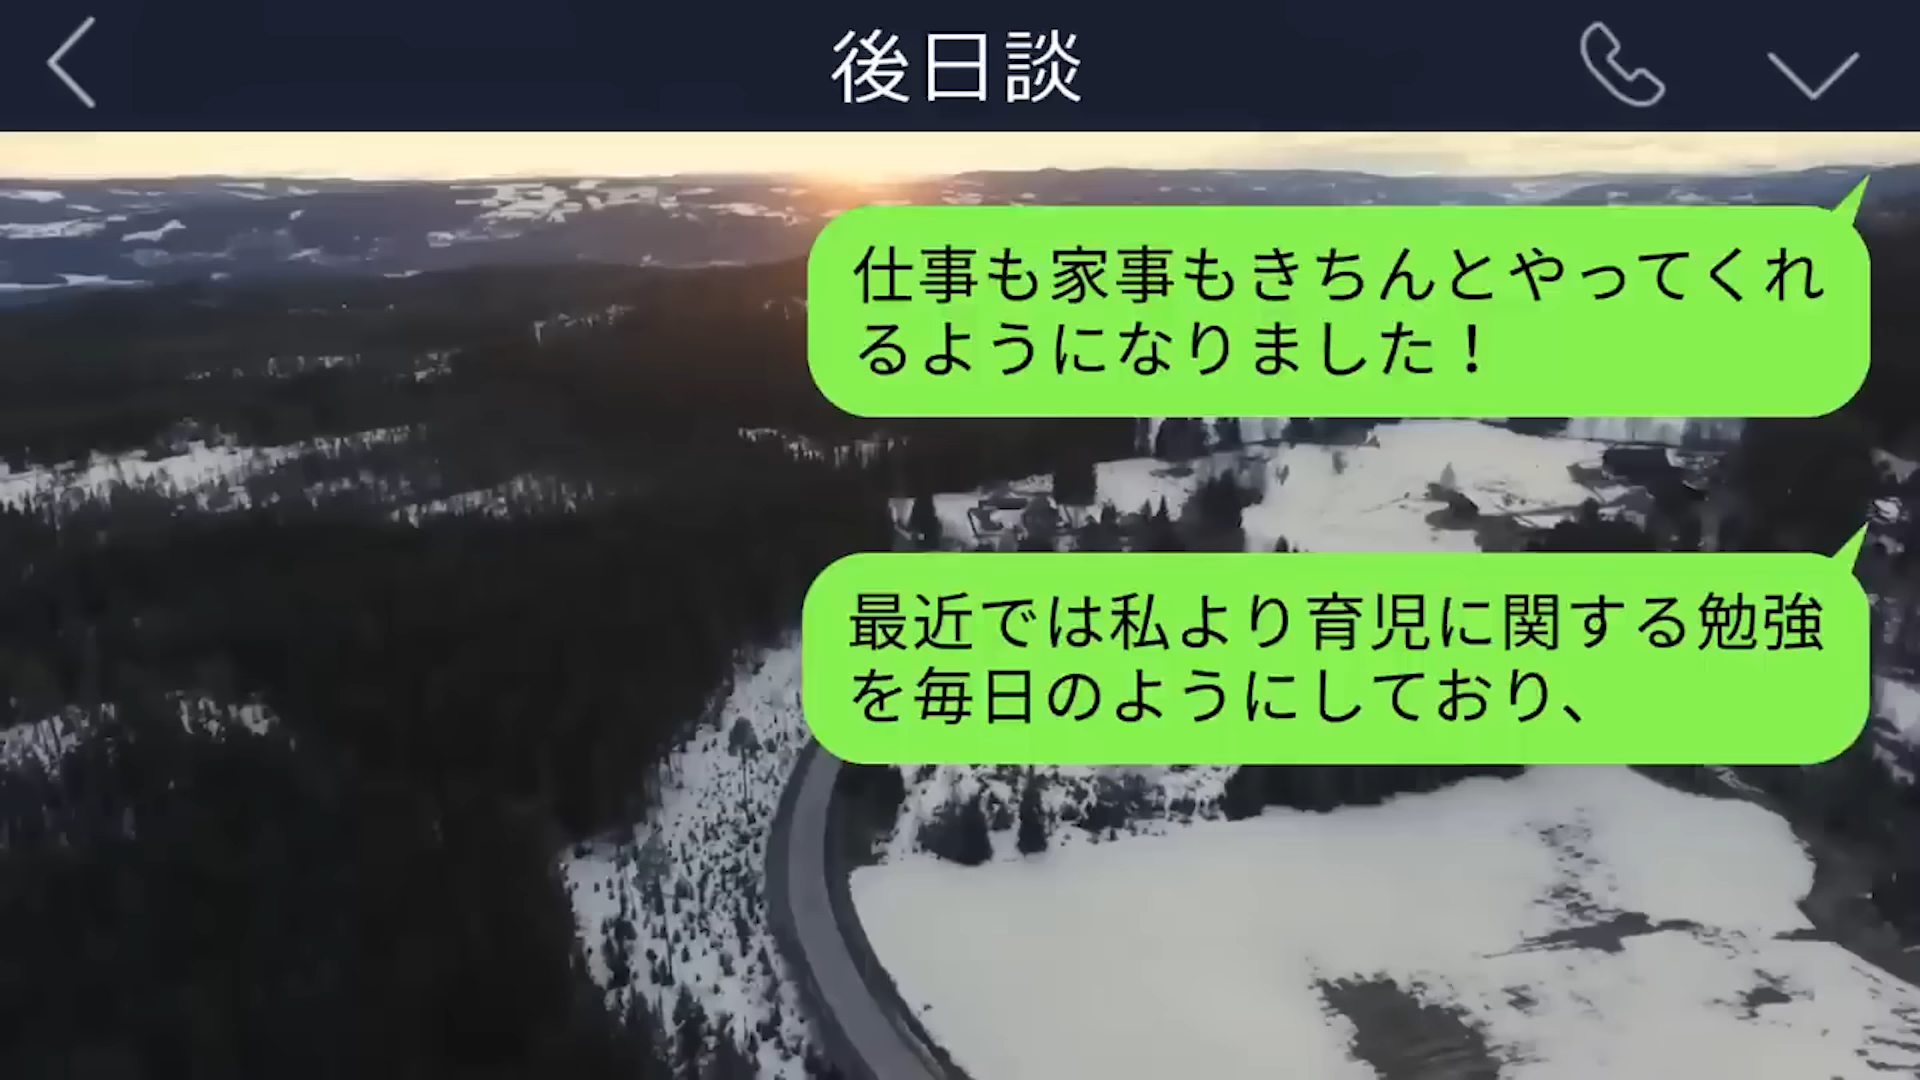 後日談
仕事も家事もきちんとやってくれ
るようになりました！
最近では私より育児に関する勉強
を毎日のようにしており、